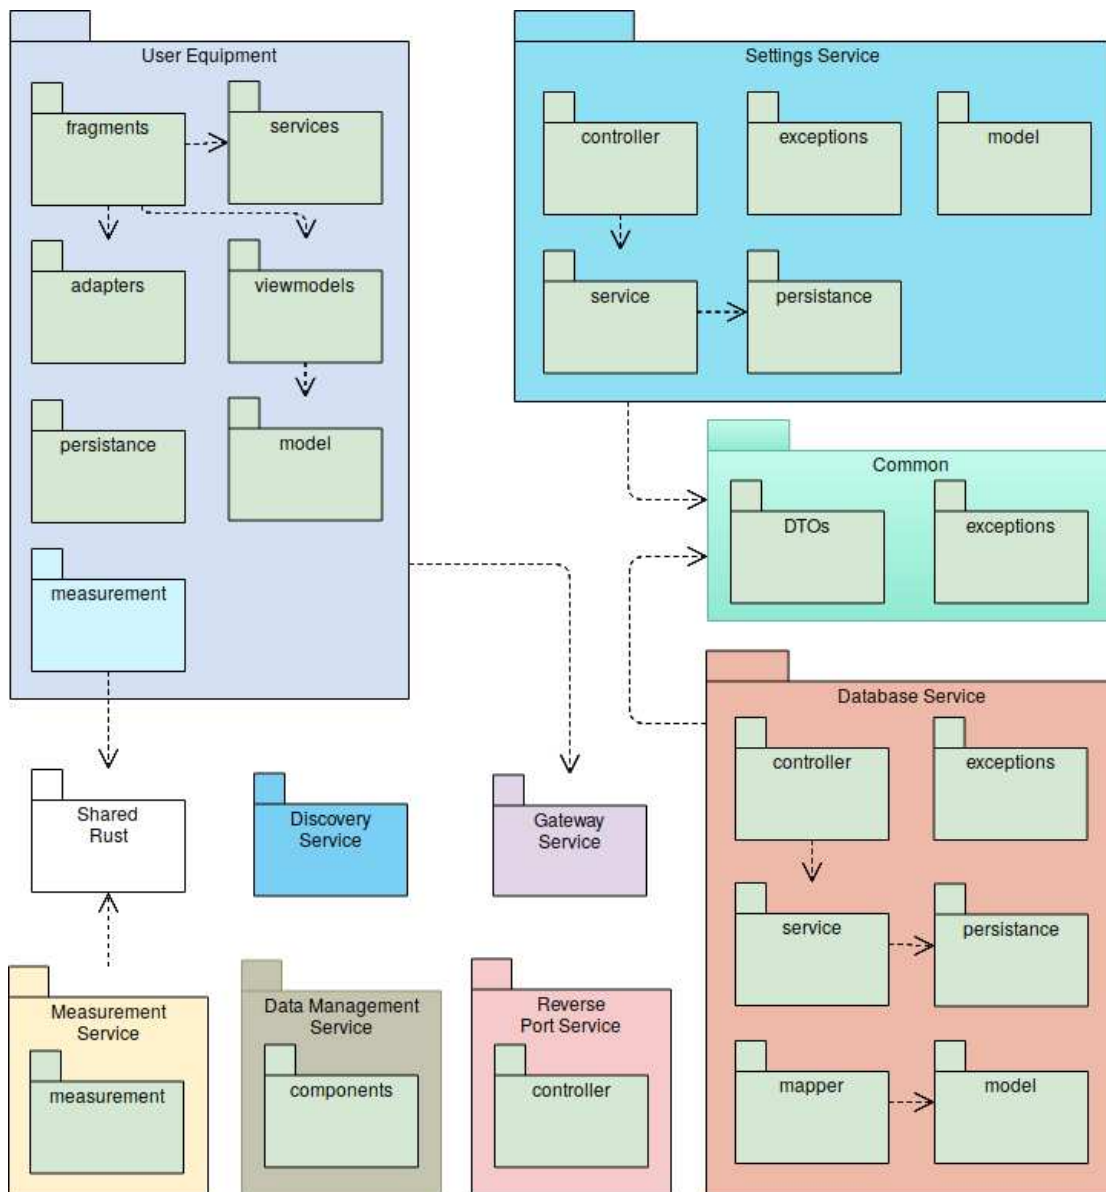 User Equipment
fragments
services
adapters
viewmodels
persistance
model
measurement
Settings Service
controller
exceptions
model
service
persistance
Common
DTOs
exceptions
Database Service
controller
exceptions
service
persistance
mapper
model
Shared
Rust
Discovery
Service
Gateway
Service
Measurement
Service
measurement
Data Management
Service
components
Reverse
Port Service
controller